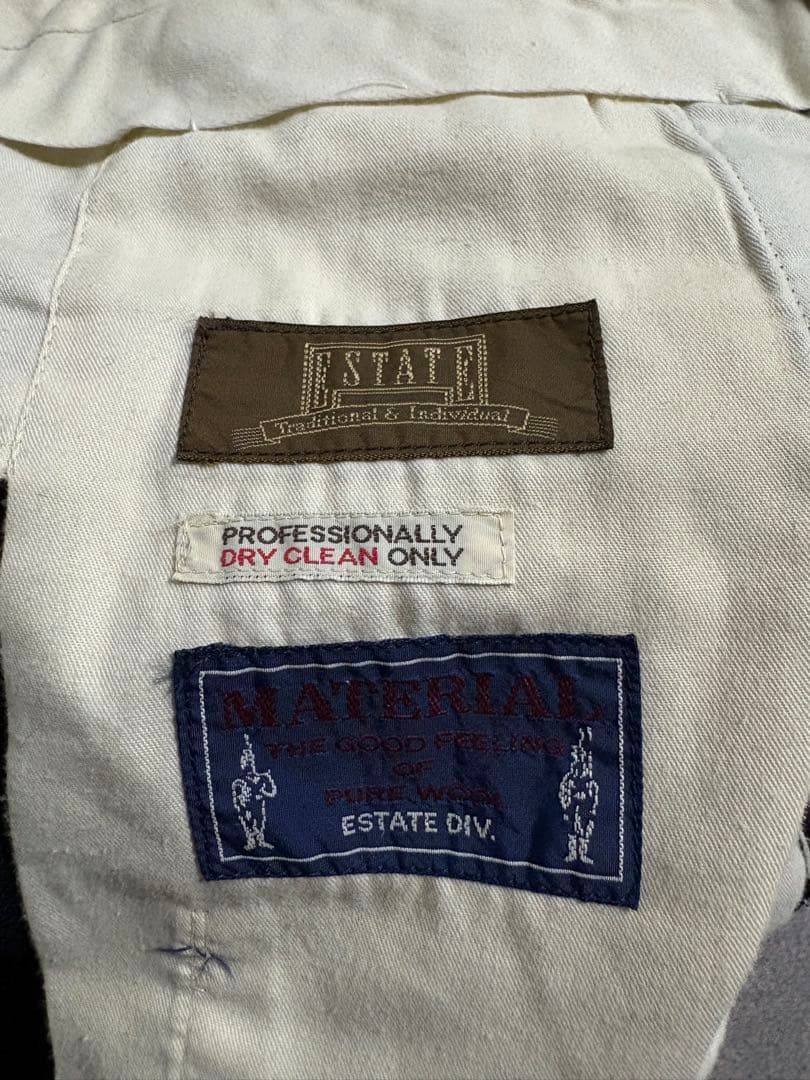 ESTATE
Traditional & Individual
PROFESSIONALLY
DRY CLEAN ONLY
MATERIAL
THE GOOD FEELING
OF
PURE WOOL
ESTATE DIV.